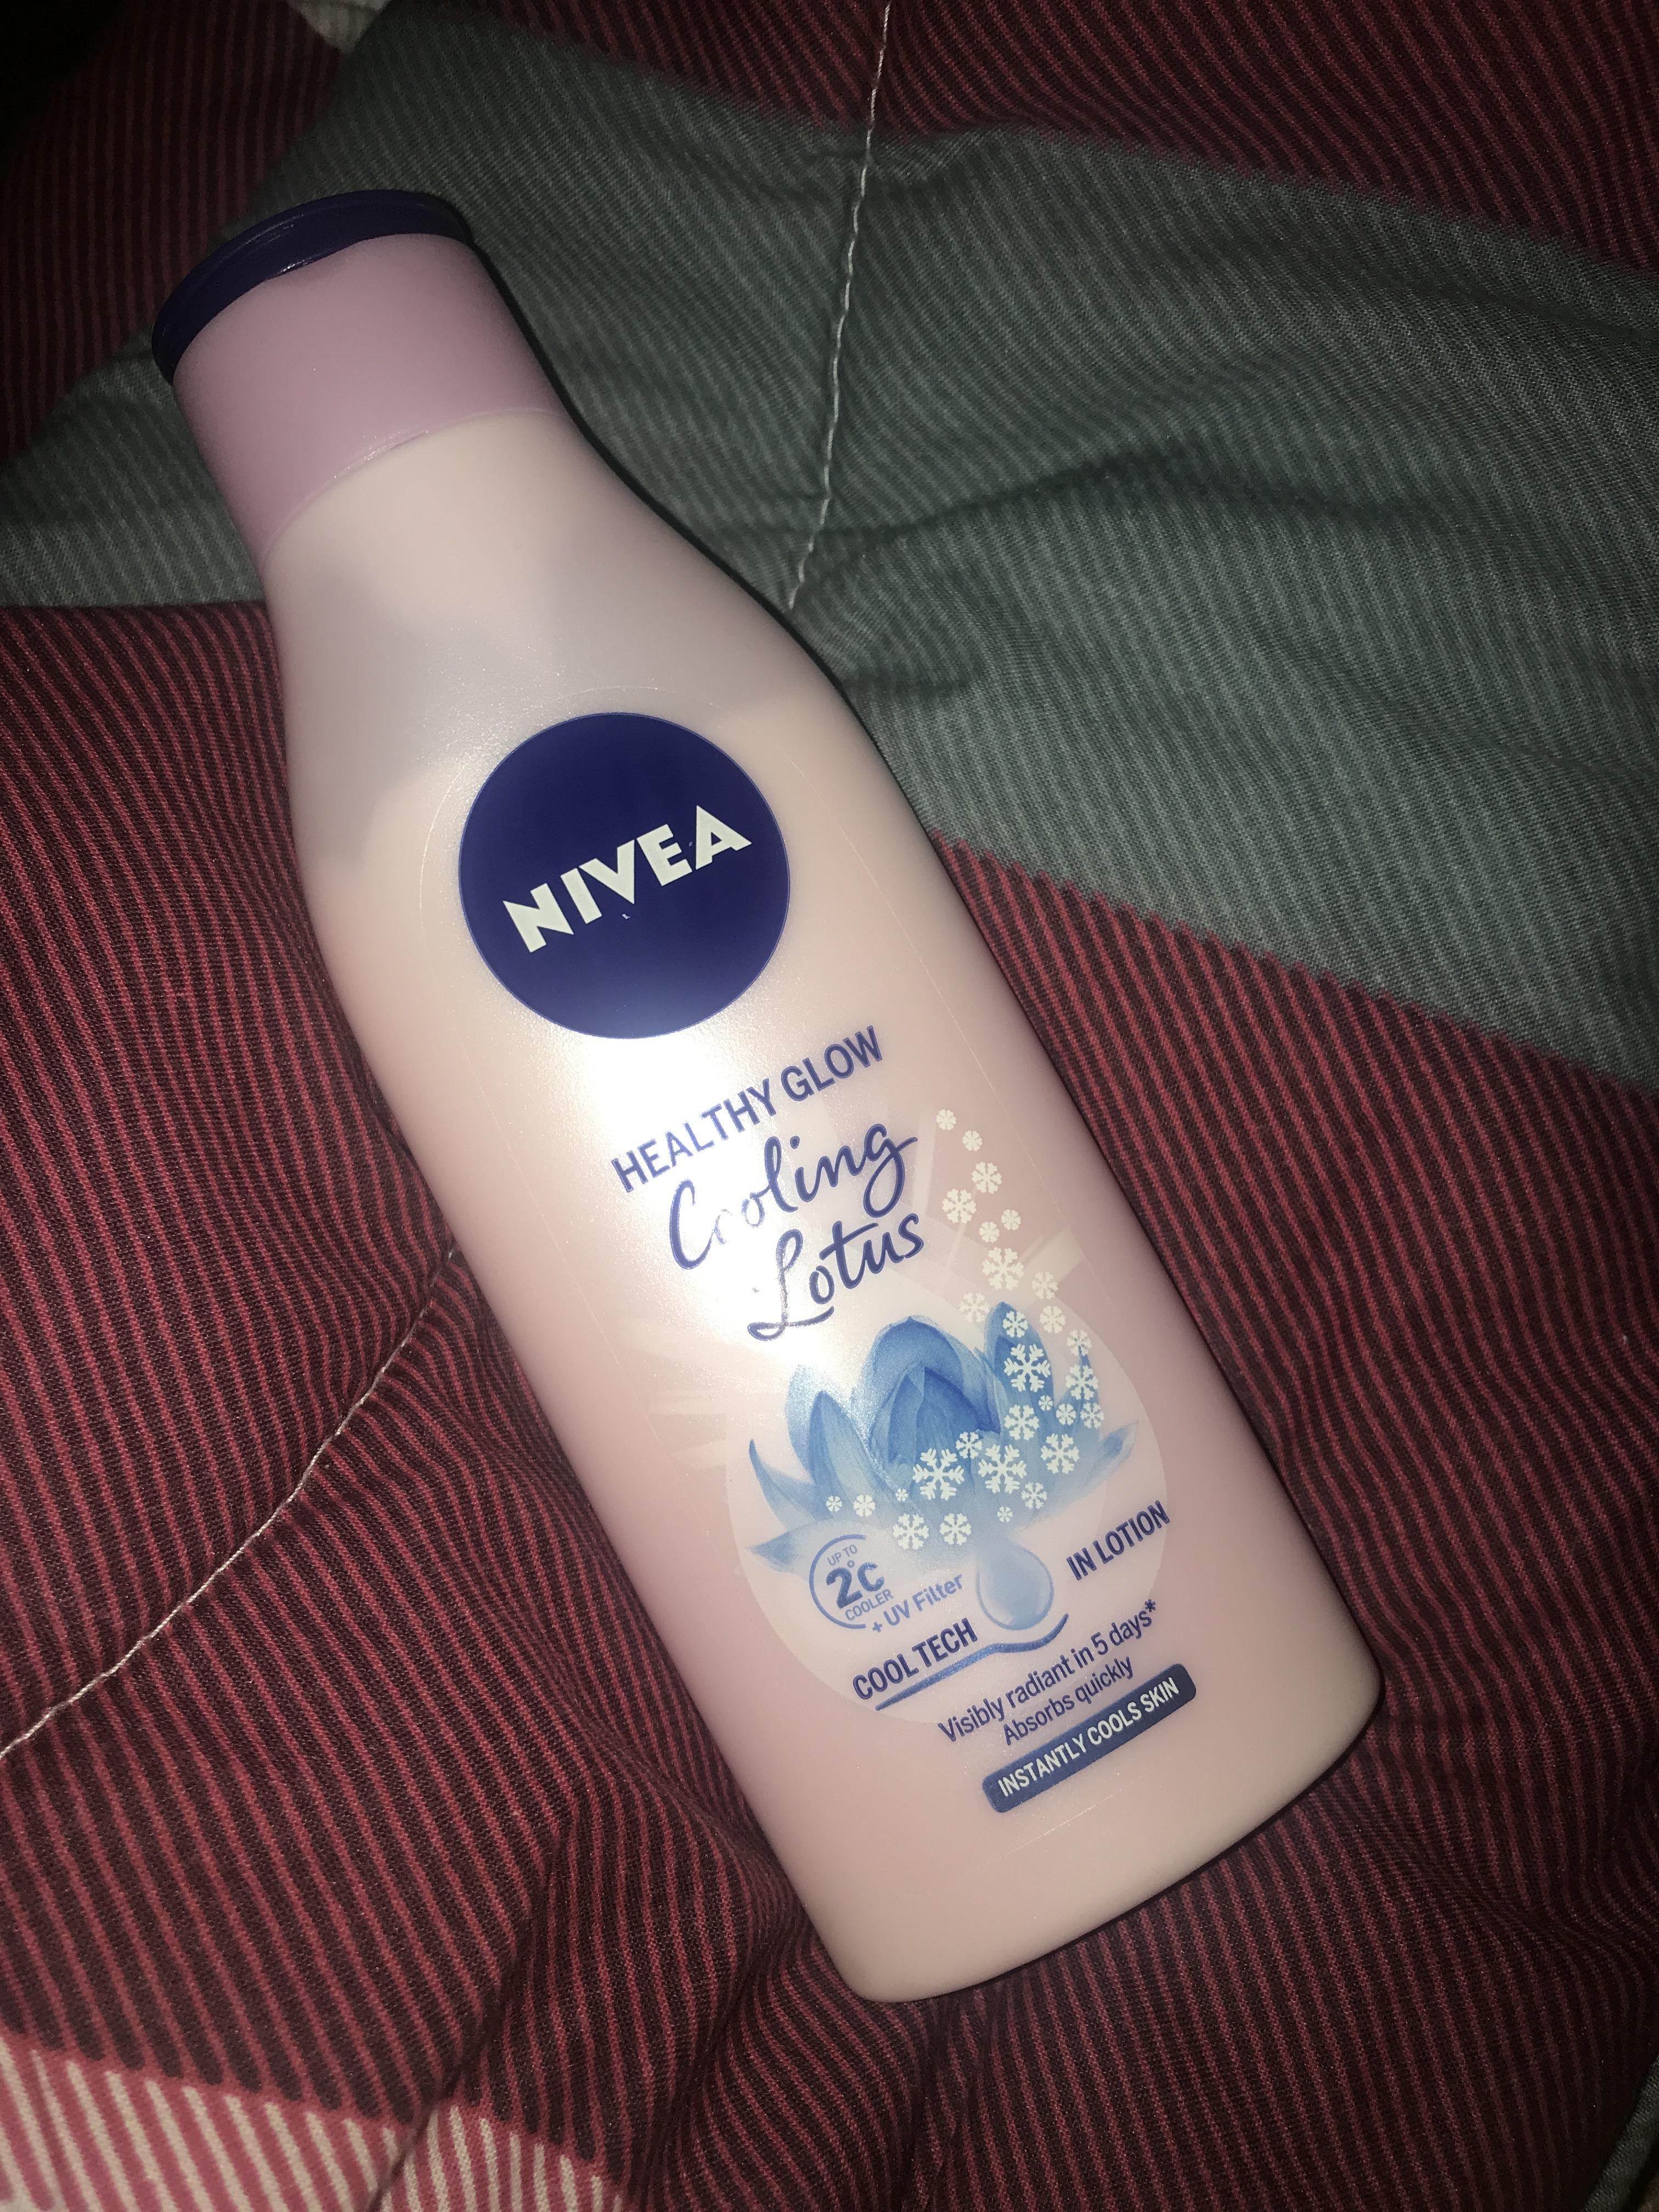 NIVEA
HEALTHY GLOW
Cooling
Lotus
UP TO
2°C
COOLER
+ UV Filter
COOL TECH IN LOTION
Visibly radiant in 5 days*
Absorbs quickly
INSTANTLY COOLS SKIN